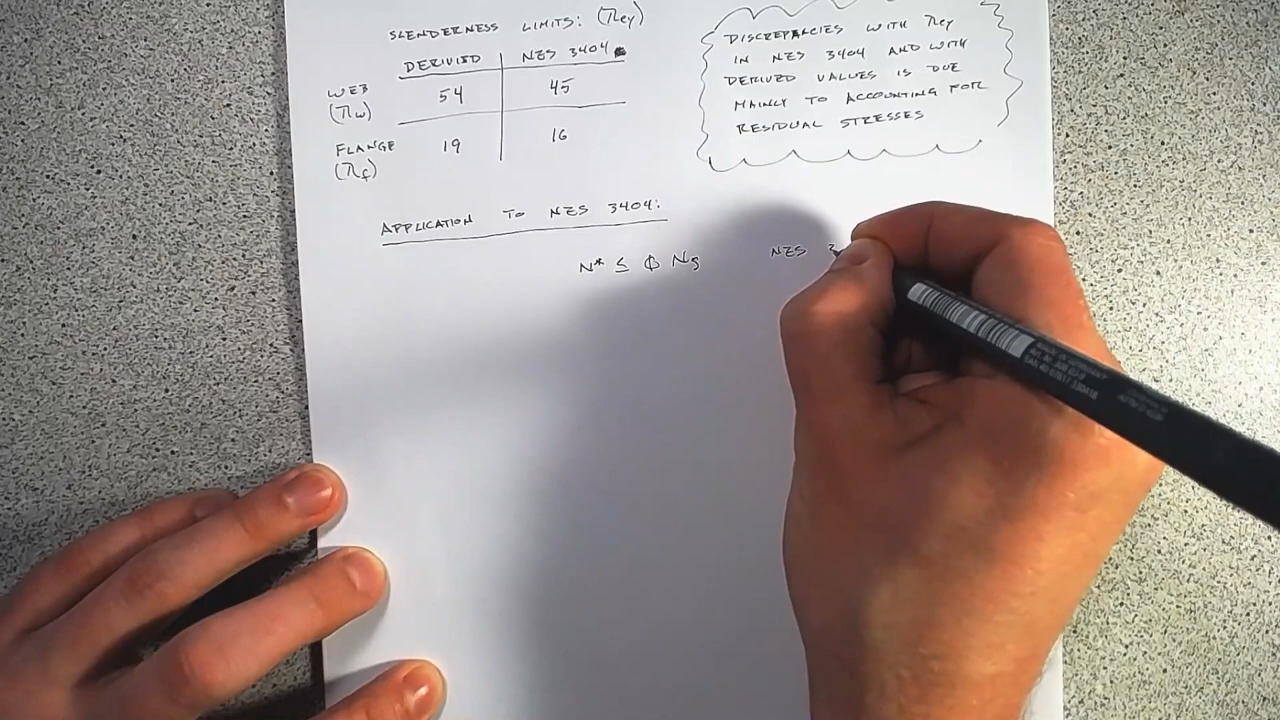 SLENDERNESS LIMITS: (λey)
DERIVED NZS 3404
WEB 54 45
(λw)
FLANGE 19 16
(λf)
DISCREPANCIES WITH λey
IN NZS 3404 AND WITH
DERIVED VALUES IS DUE
MAINLY TO ACCOUNTING FOR
RESIDUAL STRESSES
APPLICATION TO NZS 3404:
N* ≤ ϕ Ns NZS 3